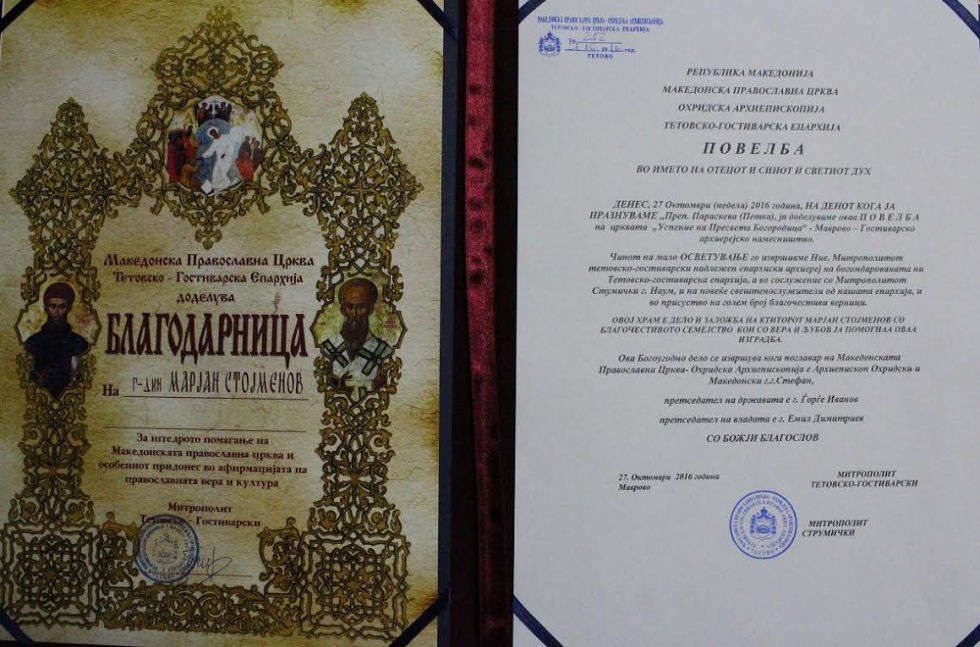 Македонска Православна Црква
Тетовско - Гостиварска Епархија
доделува
БЛАГОДАРНИЦА
На г-дин МАРЈАН СТОЈМЕНОВ
За штедрото помагање на
Македонската православна црква и
особениот придонес во афирмацијата на
православната вера и култура
Митрополит
Тетовско - Гостиварски
МАКЕДОНСКА ПРАВОСЛАВНА ЦРКВА - ОХРИДСКА АРХИЕПИСКОПИЈА
ТЕТОВСКО - ГОСТИВАРСКА ЕПАРХИЈА
Бр.
год.
ТЕТОВО
РЕПУБЛИКА МАКЕДОНИЈА
МАКЕДОНСКА ПРАВОСЛАВНА ЦРКВА
ОХРИДСКА АРХИЕПИСКОПИЈА
ТЕТОВСКО-ГОСТИВАРСКА ЕПАРХИЈА
П О В Е Л Б А
ВО ИМЕТО НА ОТЕЦОТ И СИНОТ И СВЕТИОТ ДУХ
ДЕНЕС, 27 Октомври (недела) 2016 година, НА ДЕНОТ КОГА ЈА
ПРАЗНУВАМЕ „Преп. Параскева (Петка), ја доделуваме оваа П О В Е Л Б А
на црквата „Успение на Пресвета Богородица“ - Маврово – Гостиварско
архиерејско намесништво.
Чинот на мало ОСВЕТУВАЊЕ го извршивме Ние, Митрополитот
тетовско-гостиварски надлежен епархиски архиереј на богомдарованата ни
Тетовско-гостиварска епархија, а во сослужение со Митрополитот
Струмички г. Наум, и на повеќе свештенослужители од нашата епархија, и
во присуство на голем број благочестиви верници.
ОВОЈ ХРАМ Е ДЕЛО И ЗАЛОЖБА НА КТИТОРОТ МАРЈАН СТОЈМЕНОВ СО
БЛАГОЧЕСТИВОТО СЕМЕЈСТВО КОИ СО ВЕРА И ЉУБОВ ЈА ПОМОГНАА ОВАА
ИЗГРАДБА.
Ова Богоугодно дело се извршува кога поглавар на Македонската
Православна Црква- Охридска Архиепископија е Архиепископ Охридски и
Македонски г.г.Стефан,
претседател на државата е г. Ѓорѓе Иванов
претседател на владата е г. Емил Димитриев
СО БОЖЈИ БЛАГОСЛОВ
27. Октомври 2016 година
Маврово
МИТРОПОЛИТ
ТЕТОВСКО-ГОСТИВАРСКИ
МИТРОПОЛИТ
СТРУМИЧКИ